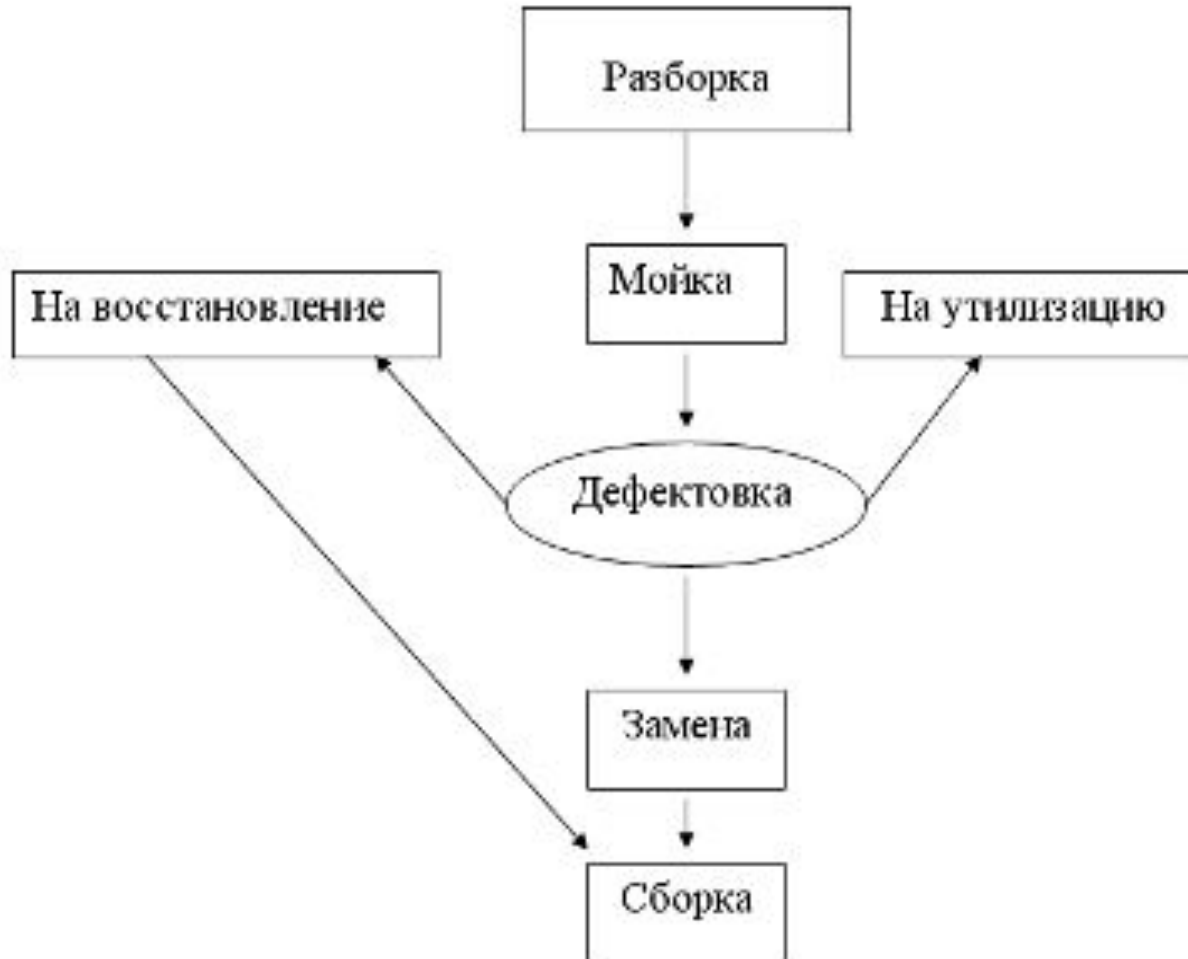 Разборка
Мойка
На восстановление
На утилизацию
Дефектовка
Замена
Сборка